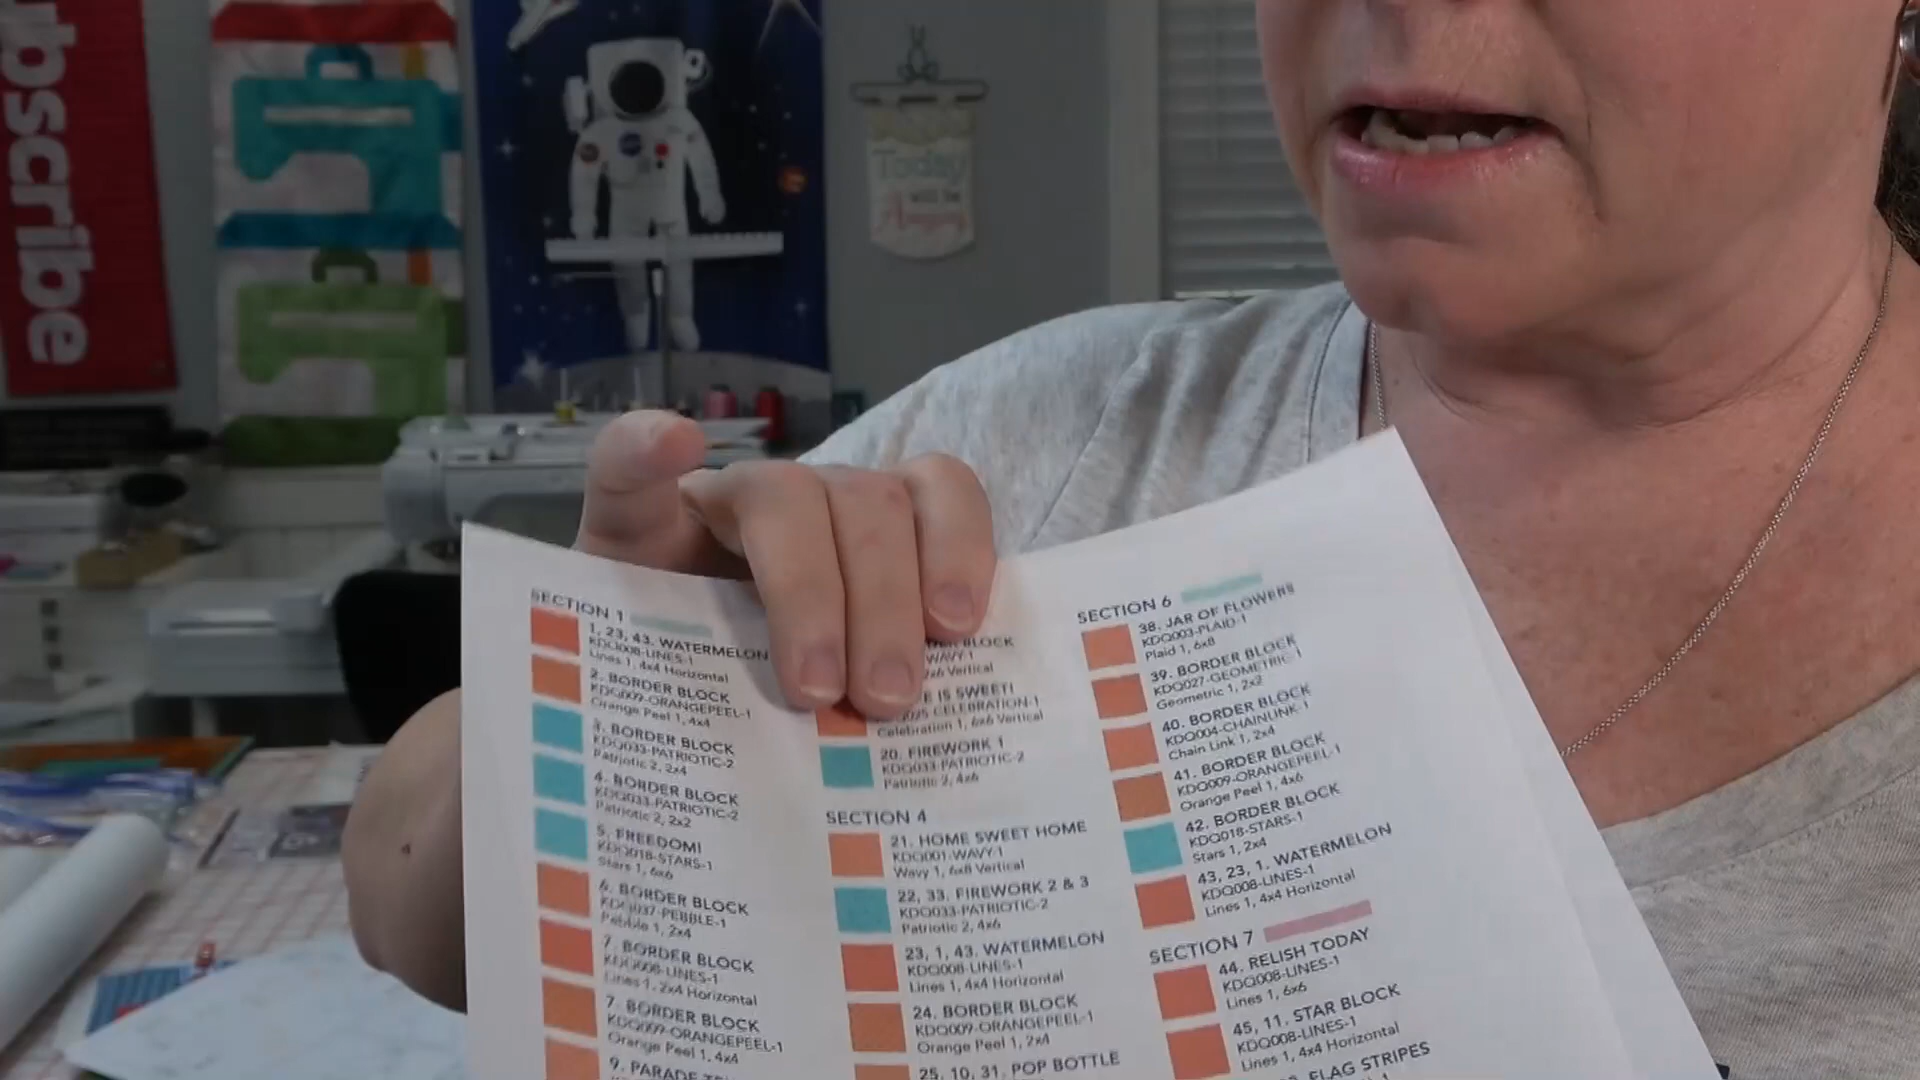 ubscribe
Today
will be
Amazing
SECTION 1
1, 23, 43. WATERMELON
KDQ008-LINES-1
Lines 1, 4x4 Horizontal
2. BORDER BLOCK
KDQ009-ORANGEPEEL-1
Orange Peel 1, 4x4
3. BORDER BLOCK
KDQ033-PATRIOTIC-2
Patriotic 2, 2x4
4. BORDER BLOCK
KDQ033-PATRIOTIC-2
Patriotic 2, 2x2
5. FREEDOM!
KDQ018-STARS-1
Stars 1, 6x6
6. BORDER BLOCK
KDQ037-PEBBLE-1
Pebble 1, 2x4
7. BORDER BLOCK
KDQ008-LINES-1
Lines 1, 2x4 Horizontal
7. BORDER BLOCK
KDQ009-ORANGEPEEL-1
Orange Peel 1, 4x4
9. PARADE
BLOCK
WAVY 1
2x6 Vertical
E IS SWEET!
CELEBRATION-1
Celebration 1, 6x6 Vertical
20. FIREWORK 1
KDQ033-PATRIOTIC-2
Patriotic 2, 4x6
SECTION 4
21. HOME SWEET HOME
KDQ001-WAVY-1
Wavy 1, 6x8 Vertical
22, 33. FIREWORK 2 & 3
KDQ033-PATRIOTIC-2
Patriotic 2, 4x6
23, 1, 43. WATERMELON
KDQ008-LINES-1
Lines 1, 4x4 Horizontal
24. BORDER BLOCK
KDQ009-ORANGEPEEL-1
Orange Peel 1, 2x4
25, 10, 31. POP BOTTLE
SECTION 6
38. JAR OF FLOWERS
KDQ003-PLAID-1
Plaid 1, 6x8
39. BORDER BLOCK
KDQ027-GEOMETRIC-1
Geometric 1, 2x2
40. BORDER BLOCK
KDQ004-CHAINLINK-1
Chain Link 1, 2x4
41. BORDER BLOCK
KDQ009-ORANGEPEEL-1
Orange Peel 1, 4x6
42. BORDER BLOCK
KDQ018-STARS-1
Stars 1, 2x4
43, 23, 1. WATERMELON
KDQ008-LINES-1
Lines 1, 4x4 Horizontal
SECTION 7
44. RELISH TODAY
KDQ008-LINES-1
Lines 1, 6x6
45, 11. STAR BLOCK
KDQ008-LINES-1
Lines 1, 4x4 Horizontal
FLAG STRIPES